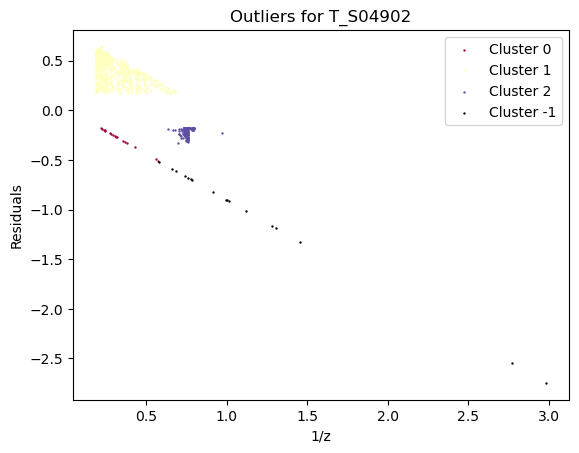 Outliers for T_S04902
Cluster 0
Cluster 1
Cluster 2
Cluster -1
Residuals
0.5
0.0
−0.5
−1.0
−1.5
−2.0
−2.5
0.5 1.0 1.5 2.0 2.5 3.0
1/z